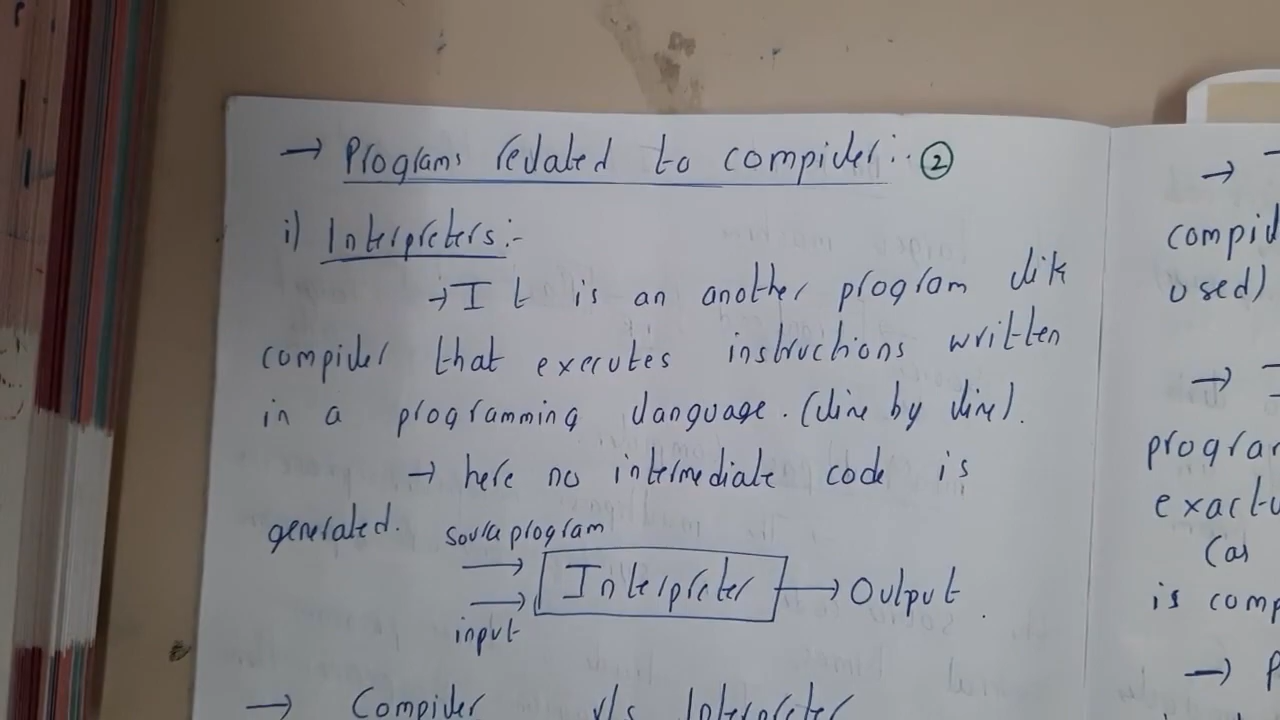 → Programs related to compiler:- ②
i) Interpreters:-
→ It is an another program lik
compiler that executes instructions written
in a programming language. (line by line).
→ here no intermediate code is
generated.
source program
Interpreter → Output
input
→ Compiler v/s Interpreter
→
compil
used)
→
program
exactl
(as
is comp
→ P